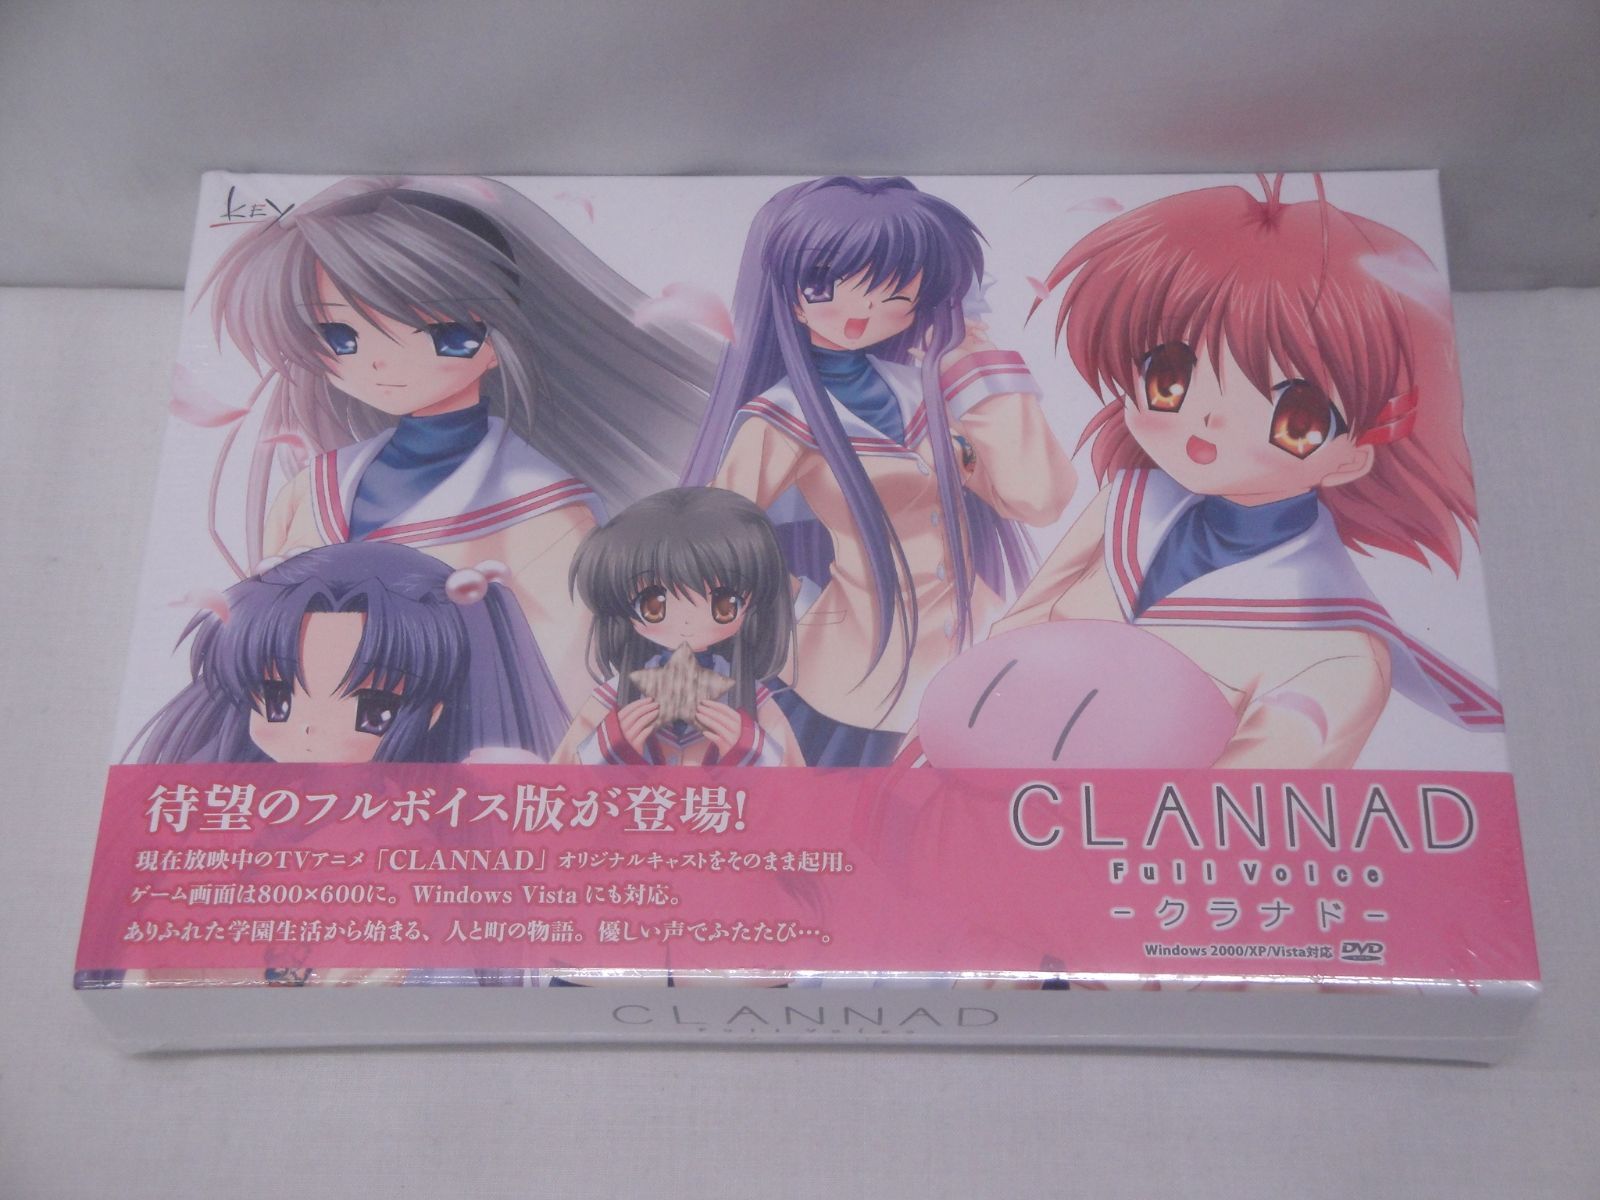 Key
待望のフルボイス版が登場!
現在放映中のTVアニメ「CLANNAD」オリジナルキャストをそのまま起用。
ゲーム画面は800×600に。Windows Vista にも対応。
ありふれた学園生活から始まる、人と町の物語。優しい声でふたたび…。
CLANNAD
Full Voice
-クラナド-
Windows 2000/XP/Vista対応 DVD
CLANNAD
Full Voice